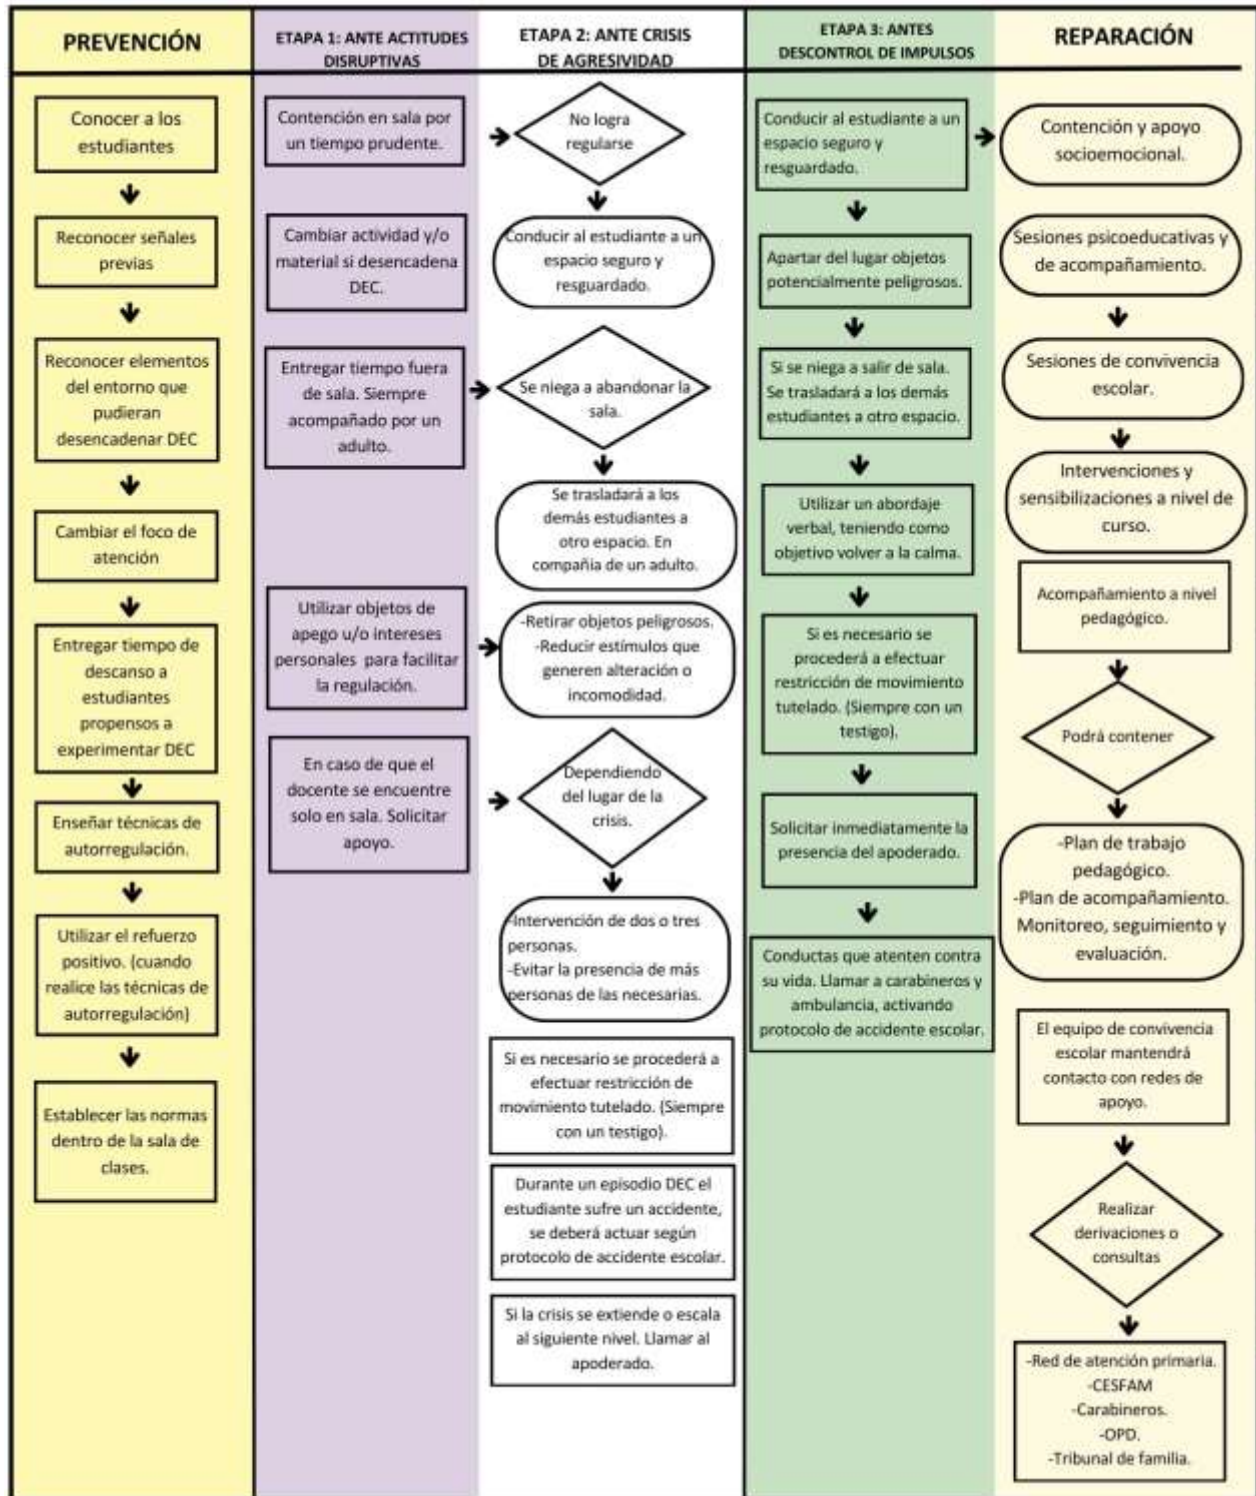 PREVENCIÓN
Conocer a los
estudiantes
Reconocer señales
previas
Reconocer elementos
del entorno que
pudieran
desencadenar DEC
Cambiar el foco de
atención
Entregar tiempo de
descanso a
estudiantes
propensos a
experimentar DEC
Enseñar técnicas de
autorregulación.
Utilizar el refuerzo
positivo. (cuando
realice las técnicas de
autorregulación)
Establecer las normas
dentro de la sala de
clases.
ETAPA 1: ANTE ACTITUDES
DISRUPTIVAS
Contención en sala por
un tiempo prudente.
Cambiar actividad y/o
material si desencadena
DEC.
Entregar tiempo fuera
de sala. Siempre
acompañado por un
adulto.
Utilizar objetos de
apego u/o intereses
personales para facilitar
la regulación.
En caso de que el
docente se encuentre
solo en sala. Solicitar
apoyo.
ETAPA 2: ANTE CRISIS
DE AGRESIVIDAD
No logra
regularse
Conducir al estudiante a un
espacio seguro y
resguardado.
Se niega a abandonar la
sala.
Se trasladará a los
demás estudiantes a
otro espacio. En
compañia de un adulto.
-Retirar objetos peligrosos.
-Reducir estímulos que
generen alteración o
incomodidad.
Dependiendo
del lugar de la
crisis.
-Intervención de dos o tres
personas.
-Evitar la presencia de más
personas de las necesarias.
Si es necesario se procederá a
efectuar restricción de
movimiento tutelado. (Siempre
con un testigo).
Durante un episodio DEC el
estudiante sufre un accidente,
se deberá actuar según
protocolo de accidente escolar.
Si la crisis se extiende o escala
al siguiente nivel. Llamar al
apoderado.
ETAPA 3: ANTES
DESCONTROL DE IMPULSOS
Conducir al estudiante a un
espacio seguro y
resguardado.
Apartar del lugar objetos
potencialmente peligrosos.
Si se niega a salir de sala.
Se trasladará a los demás
estudiantes a otro espacio.
Utilizar un abordaje
verbal, teniendo como
objetivo volver a la calma.
Si es necesario se
procederá a efectuar
restricción de movimiento
tutelado. (Siempre con un
testigo).
Solicitar inmediatamente la
presencia del apoderado.
Conductas que atenten contra
su vida. Llamar a carabineros y
ambulancia, activando
protocolo de accidente escolar.
REPARACIÓN
Contención y apoyo
socioemocional.
Sesiones psicoeducativas y
de acompañamiento.
Sesiones de convivencia
escolar.
Intervenciones y
sensibilizaciones a nivel de
curso.
Acompañamiento a nivel
pedagógico.
Podrá contener
-Plan de trabajo
pedagógico.
-Plan de acompañamiento.
Monitoreo, seguimiento y
evaluación.
El equipo de convivencia
escolar mantendrá
contacto con redes de
apoyo.
Realizar
derivaciones o
consultas
-Red de atención primaria.
-CESFAM
-Carabineros.
-OPD.
-Tribunal de familia.